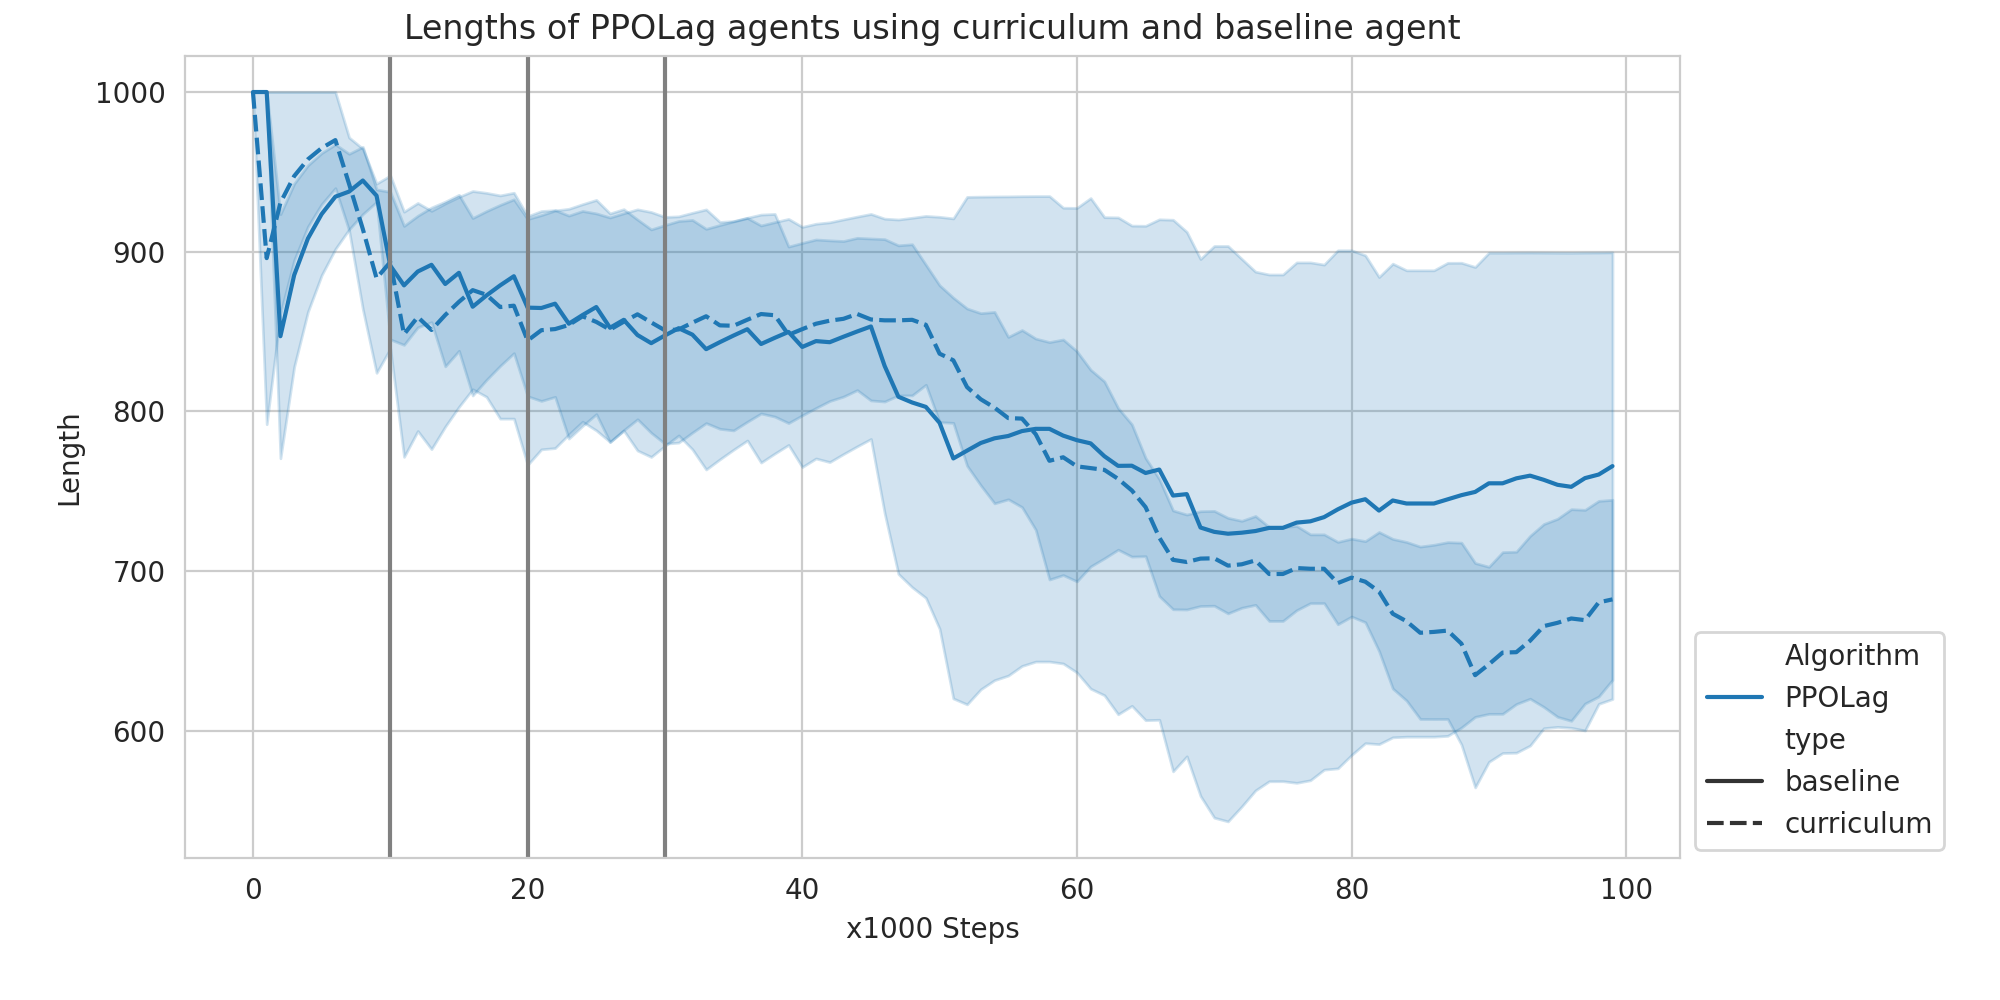 Lengths of PPOLag agents using curriculum and baseline agent
1000
900
800
700
600
Length
0 20 40 60 80 100
x1000 Steps
Algorithm
PPOLag
type
baseline
curriculum